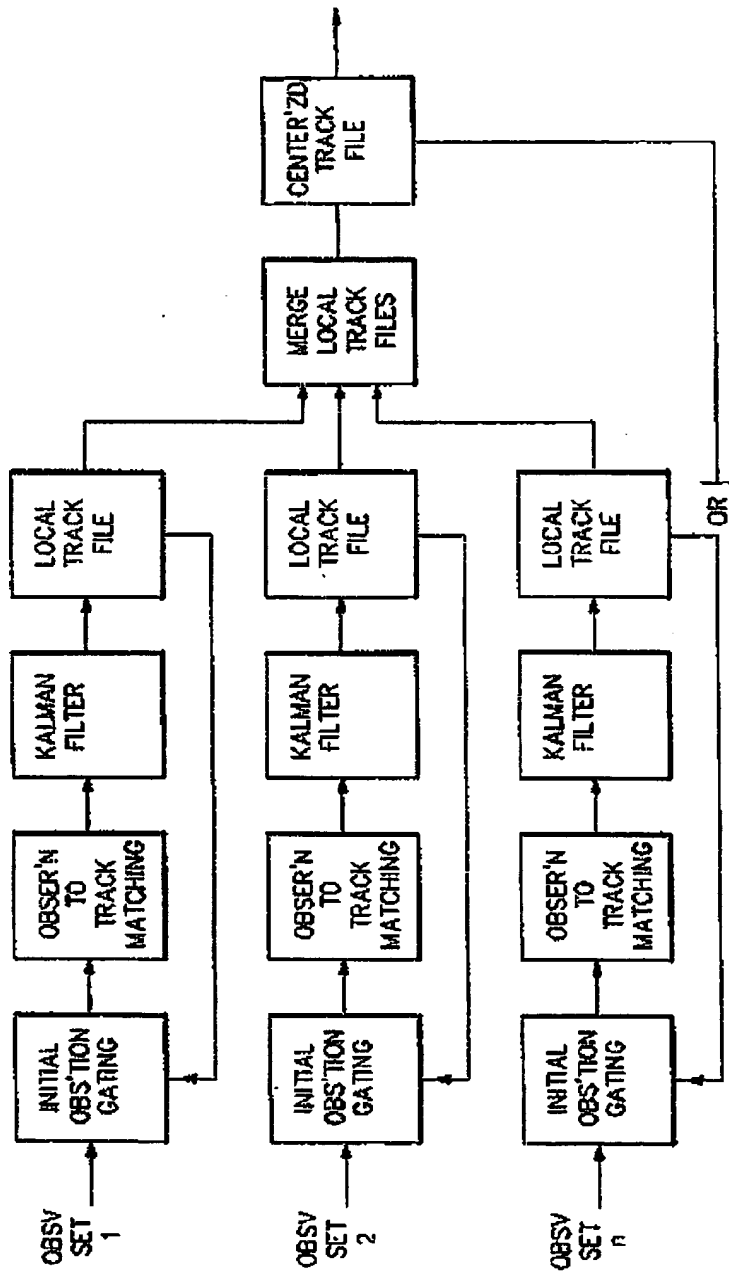 OBSV
SET
1
INITIAL
OBS'TION
GATING
OBSER'N
TO
TRACK
MATCHING
KALMAN
FILTER
LOCAL
TRACK
FILE
OBSV
SET
2
INITIAL
OBS'TION
GATING
OBSER'N
TO
TRACK
MATCHING
KALMAN
FILTER
LOCAL
TRACK
FILE
OBSV
SET
n
INITIAL
OBS'TION
GATING
OBSER'N
TO
TRACK
MATCHING
KALMAN
FILTER
LOCAL
TRACK
FILE
OR
MERGE
LOCAL
TRACK
FILES
CENTER'ZD
TRACK
FILE